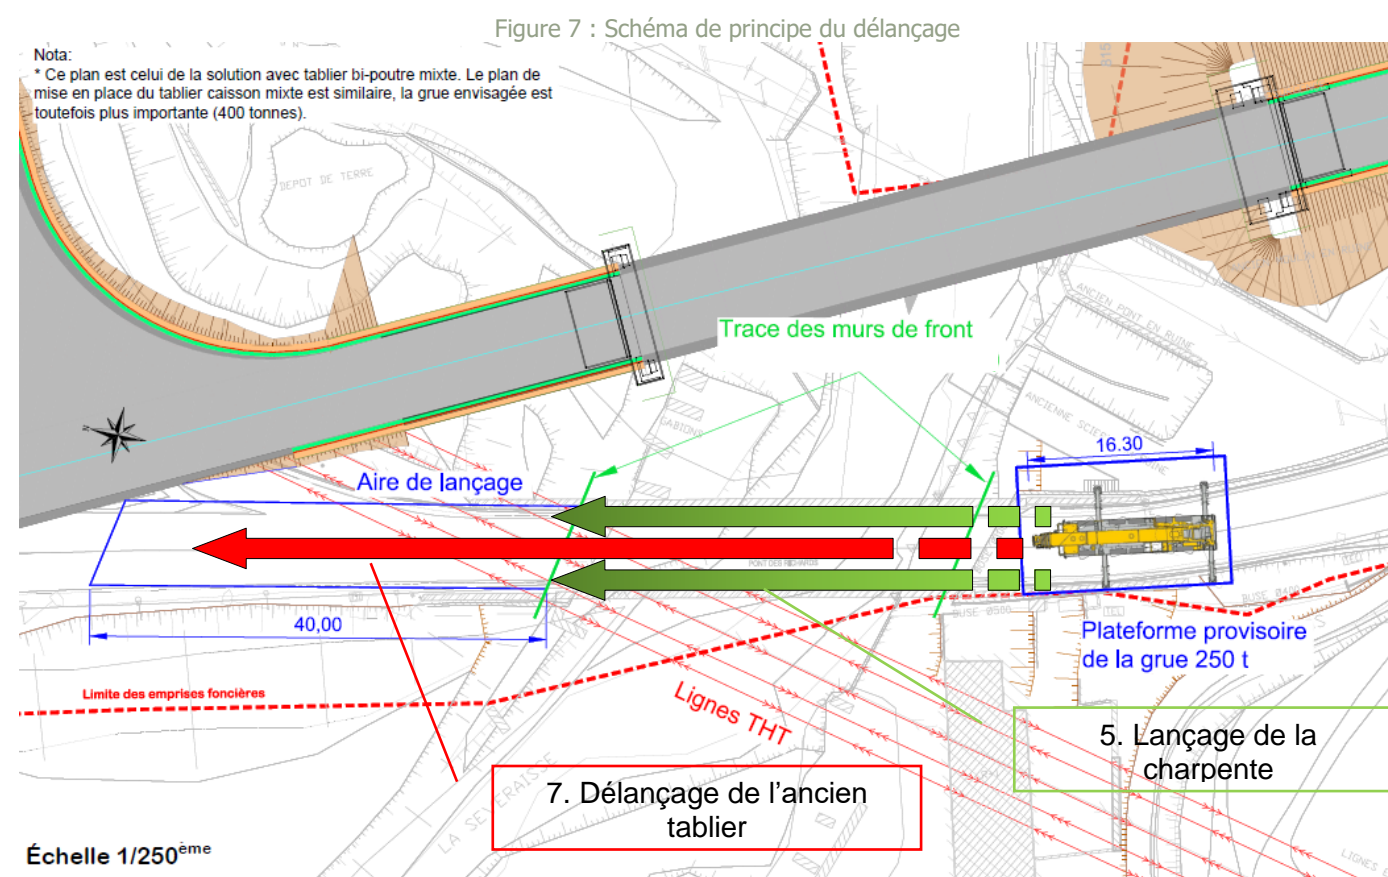 Figure 7 : Schéma de principe du délançage
Nota:
* Ce plan est celui de la solution avec tablier bi-poutre mixte. Le plan de
mise en place du tablier caisson mixte est similaire, la grue envisagée est
toutefois plus importante (400 tonnes).
DEPOT DE TERRE
ANCIEN PONT EN RUINE
Trace des murs de front
GABIONS
16.30
Aire de lançage
PONT DES RICHARDS
BUSE Ø500
BUSE Ø400
40,00
Plateforme provisoire
de la grue 250 t
Limite des emprises foncières
Lignes THT
5. Lançage de la
charpente
7. Délançage de l'ancien
tablier
LA SEVERAISSE
Échelle 1/250ème